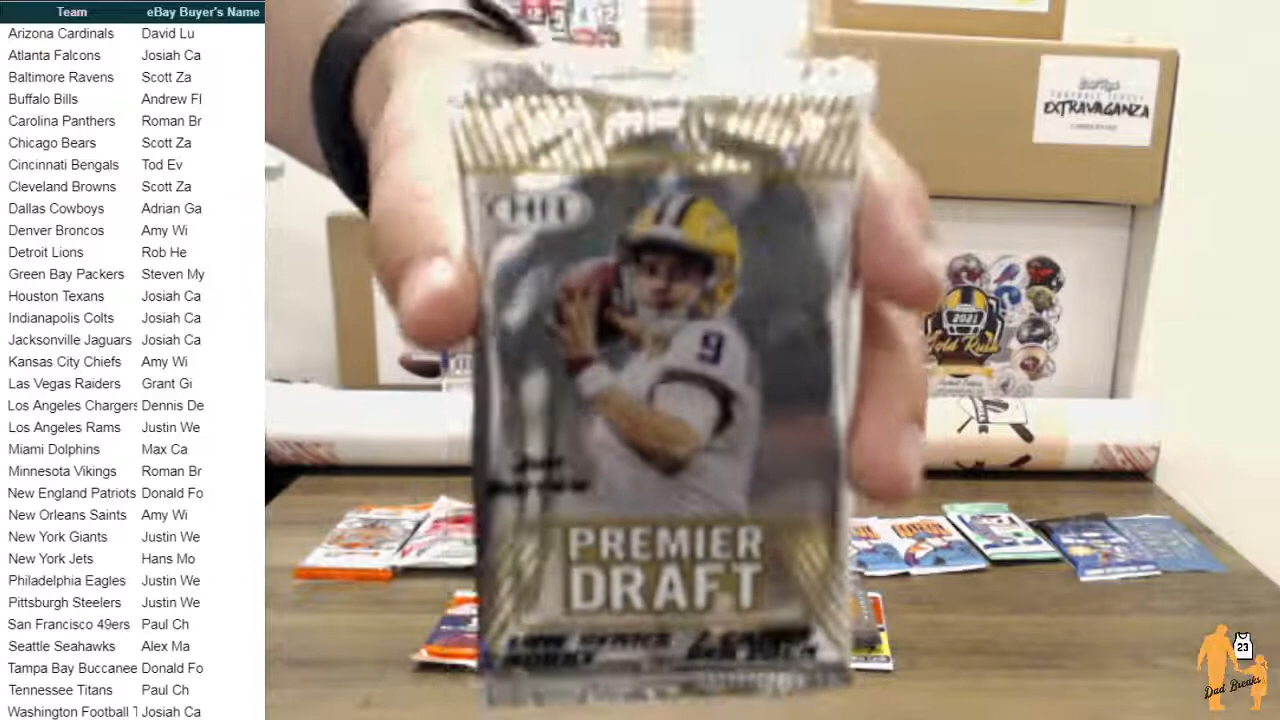 Team eBay Buyer's Name
Arizona Cardinals David Lu
Atlanta Falcons Josiah Ca
Baltimore Ravens Scott Za
Buffalo Bills Andrew Fl
Carolina Panthers Roman Br
Chicago Bears Scott Za
Cincinnati Bengals Tod Ev
Cleveland Browns Scott Za
Dallas Cowboys Adrian Ga
Denver Broncos Amy Wi
Detroit Lions Rob He
Green Bay Packers Steven My
Houston Texans Josiah Ca
Indianapolis Colts Josiah Ca
Jacksonville Jaguars Josiah Ca
Kansas City Chiefs Amy Wi
Las Vegas Raiders Grant Gi
Los Angeles Chargers Dennis De
Los Angeles Rams Justin We
Miami Dolphins Max Ca
Minnesota Vikings Roman Br
New England Patriots Donald Fo
New Orleans Saints Amy Wi
New York Giants Justin We
New York Jets Hans Mo
Philadelphia Eagles Justin We
Pittsburgh Steelers Justin We
San Francisco 49ers Paul Ch
Seattle Seahawks Alex Ma
Tampa Bay Buccanee Donald Fo
Tennessee Titans Paul Ch
Washington Football Josiah Ca
HIT
9
PREMIER
DRAFT
EXTRAVAGANZA
2021
Gold Rush
23
Dad Breaks